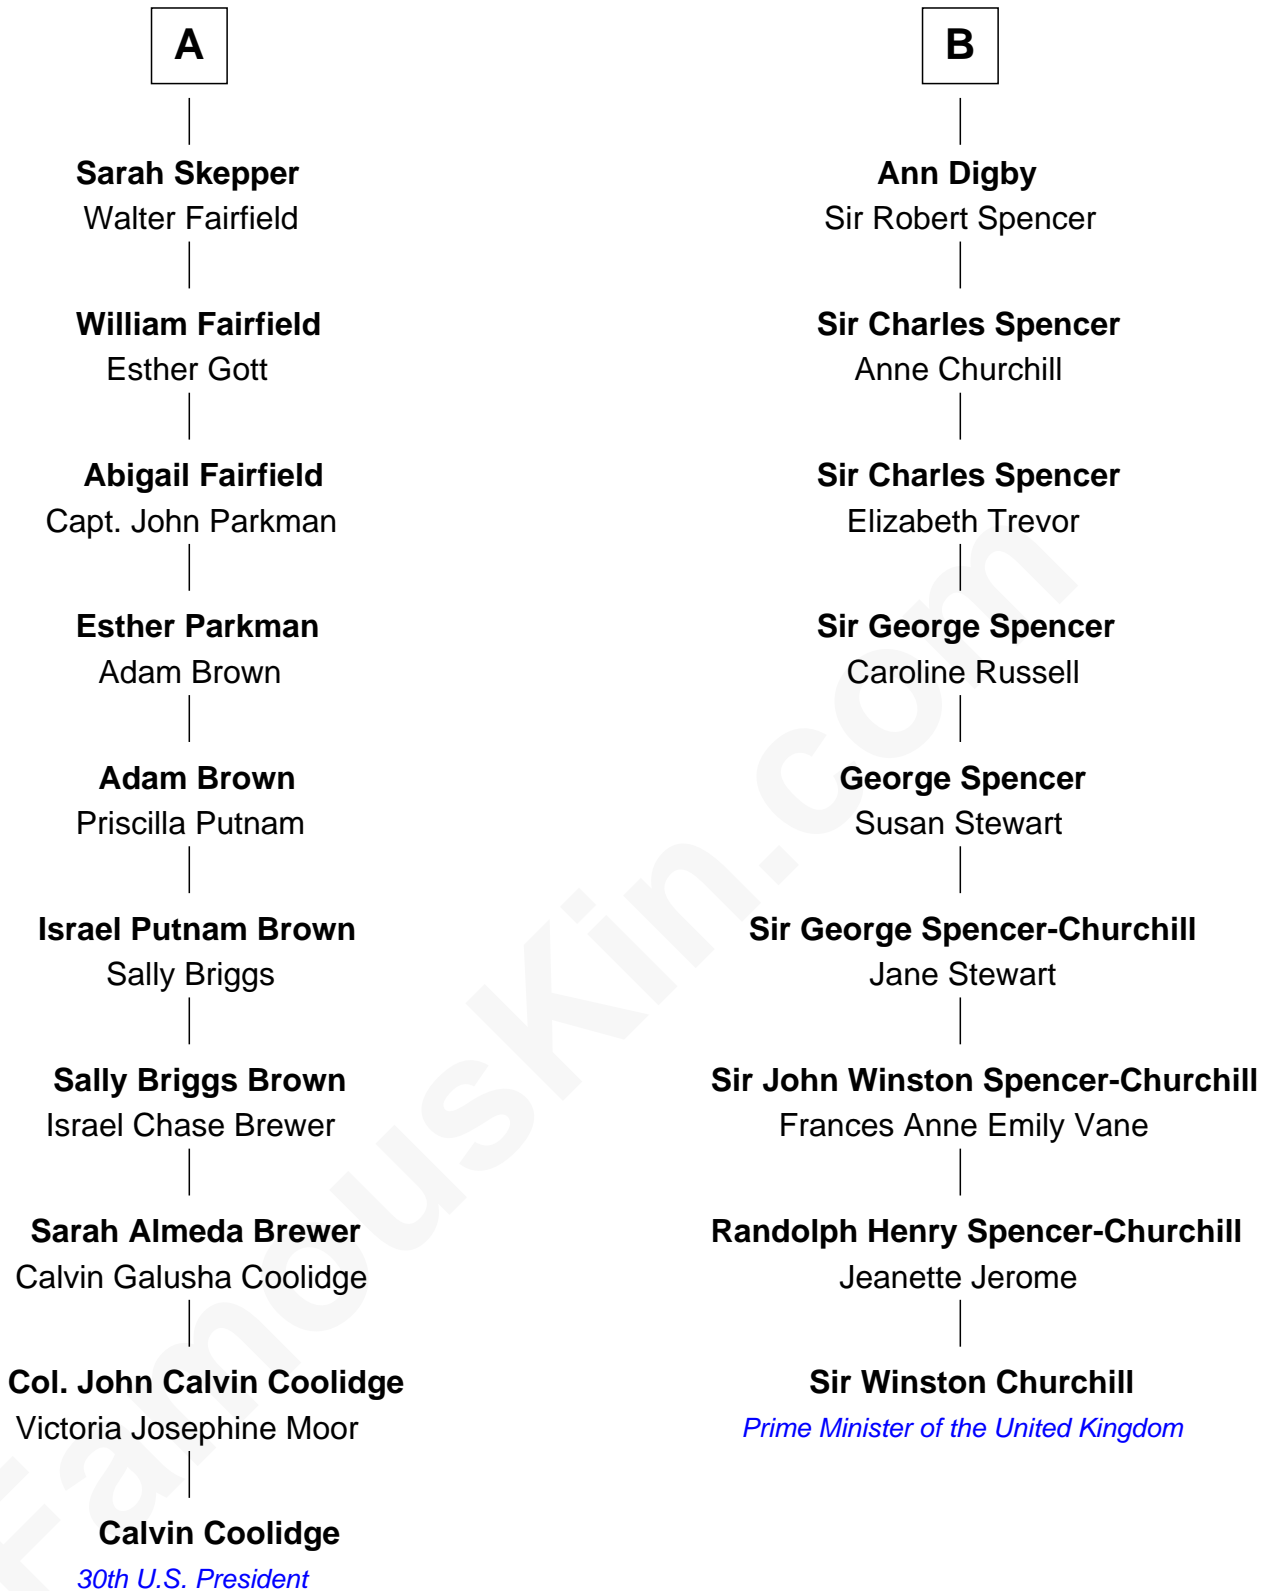 A
Sarah Skepper
Walter Fairfield
William Fairfield
Esther Gott
Abigail Fairfield
Capt. John Parkman
Esther Parkman
Adam Brown
Adam Brown
Priscilla Putnam
Israel Putnam Brown
Sally Briggs
Sally Briggs Brown
Israel Chase Brewer
Sarah Almeda Brewer
Calvin Galusha Coolidge
Col. John Calvin Coolidge
Victoria Josephine Moor
Calvin Coolidge
30th U.S. President
B
Ann Digby
Sir Robert Spencer
Sir Charles Spencer
Anne Churchill
Sir Charles Spencer
Elizabeth Trevor
Sir George Spencer
Caroline Russell
George Spencer
Susan Stewart
Sir George Spencer-Churchill
Jane Stewart
Sir John Winston Spencer-Churchill
Frances Anne Emily Vane
Randolph Henry Spencer-Churchill
Jeanette Jerome
Sir Winston Churchill
Prime Minister of the United Kingdom
FamousKin.com